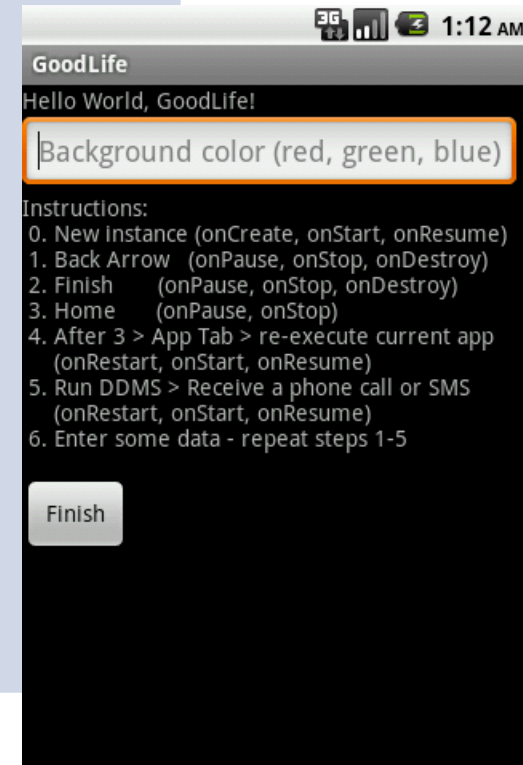 3G 1:12 AM
GoodLife
Hello World, GoodLife!
Background color (red, green, blue)
Instructions:
0. New instance (onCreate, onStart, onResume)
1. Back Arrow (onPause, onStop, onDestroy)
2. Finish (onPause, onStop, onDestroy)
3. Home (onPause, onStop)
4. After 3 > App Tab > re-execute current app
(onRestart, onStart, onResume)
5. Run DDMS > Receive a phone call or SMS
(onRestart, onStart, onResume)
6. Enter some data - repeat steps 1-5
Finish